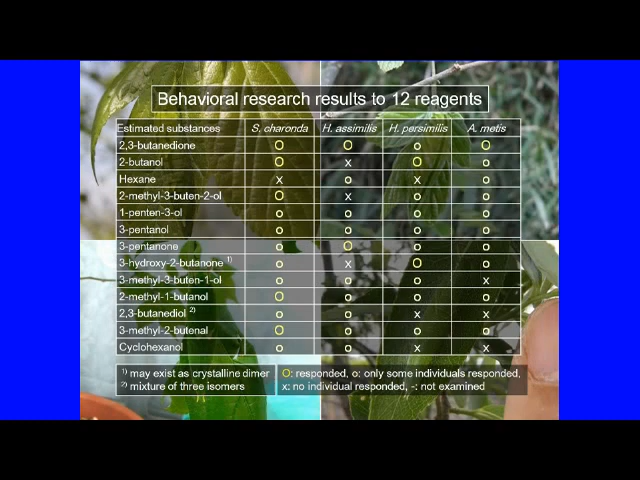 Behavioral research results to 12 reagents
Estimated substances S. charonda H. assimilis H. persimilis A. metis
2,3-butanedione O O o O
2-butanol O x O o
Hexane x o x o
2-methyl-3-buten-2-ol O x o o
1-penten-3-ol o o o o
3-pentanol o o o o
3-pentanone o O o o
3-hydroxy-2-butanone 1) o x O o
3-methyl-3-buten-1-ol o o o x
2-methyl-1-butanol O o o o
2,3-butanediol 2) o o x x
3-methyl-2-butenal O o o o
Cyclohexanol o o x x
1) may exist as crystalline dimer
2) mixture of three isomers
O: responded, o: only some individuals responded,
x: no individual responded, -: not examined